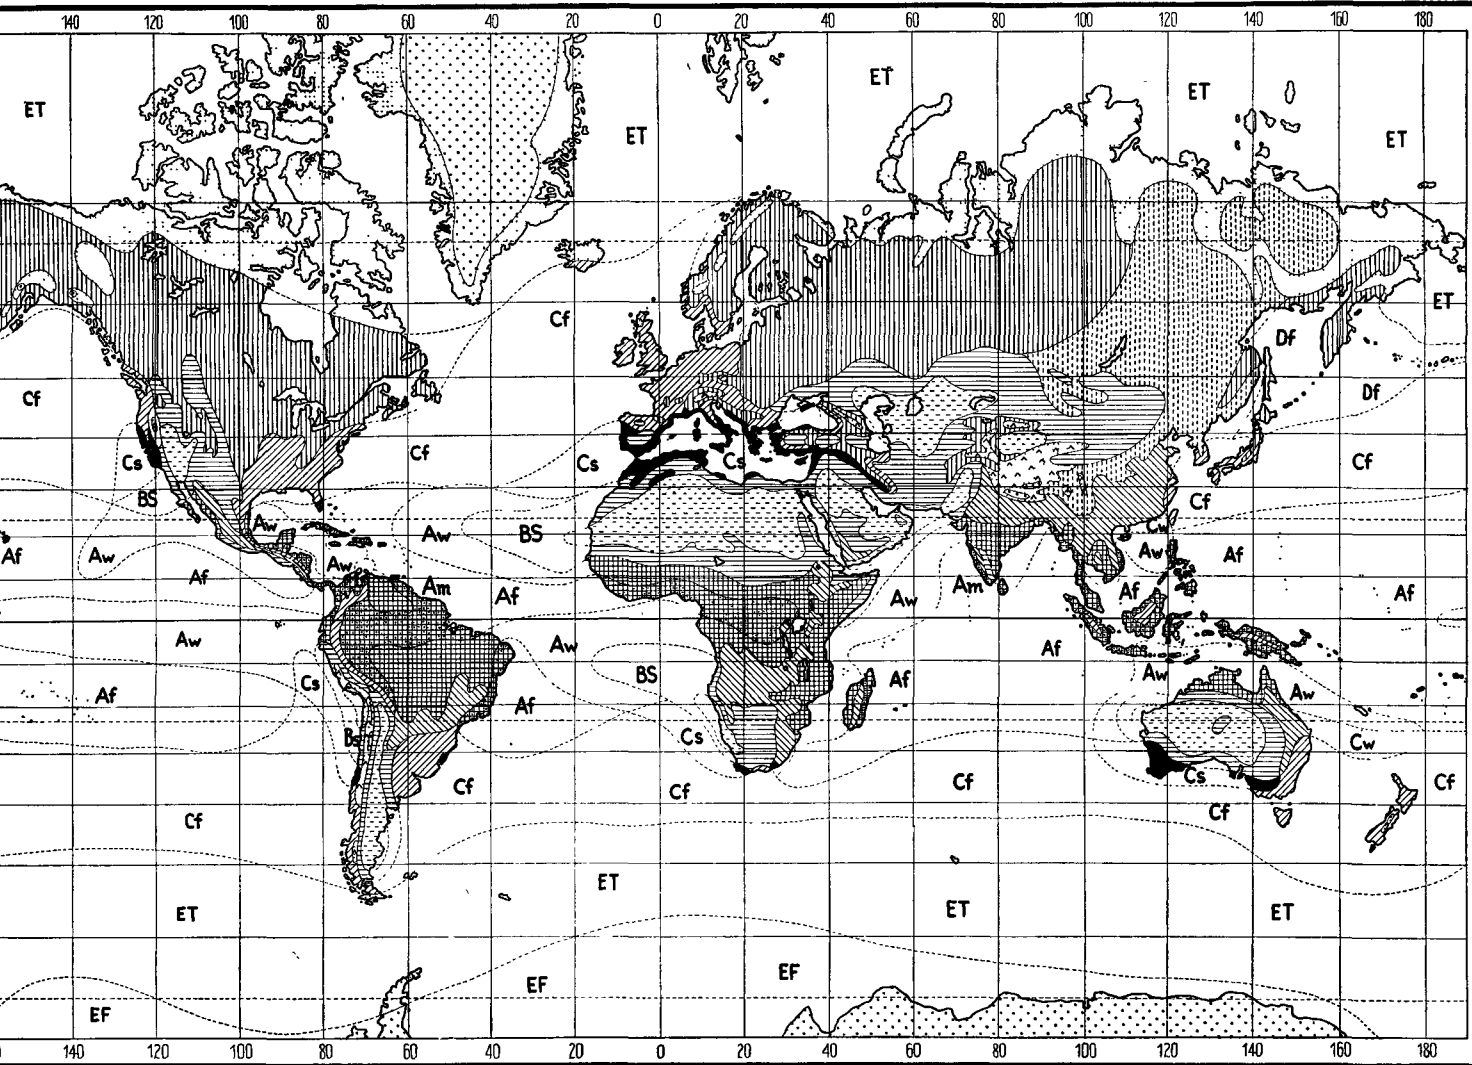 140 120 100 80 60 40 20 0 20 40 60 80 100 120 140 160 180
ET ET
ET ET ET
ET
Cf
Df
Cf Df
Cf
Cs Cs Cs Cf
BS Cf
Aw Aw BS Cw
Af Aw Aw Aw Af
Af Am Af Aw Am Af Af
Aw Aw Af
Cs BS Af Aw Aw
Af Af
Bs Cs Cw
Cf Cf Cf Cs Cf
Cf Cf
ET
ET ET ET
EF EF
EF
140 120 100 80 60 40 20 0 20 40 60 80 100 120 140 160 180